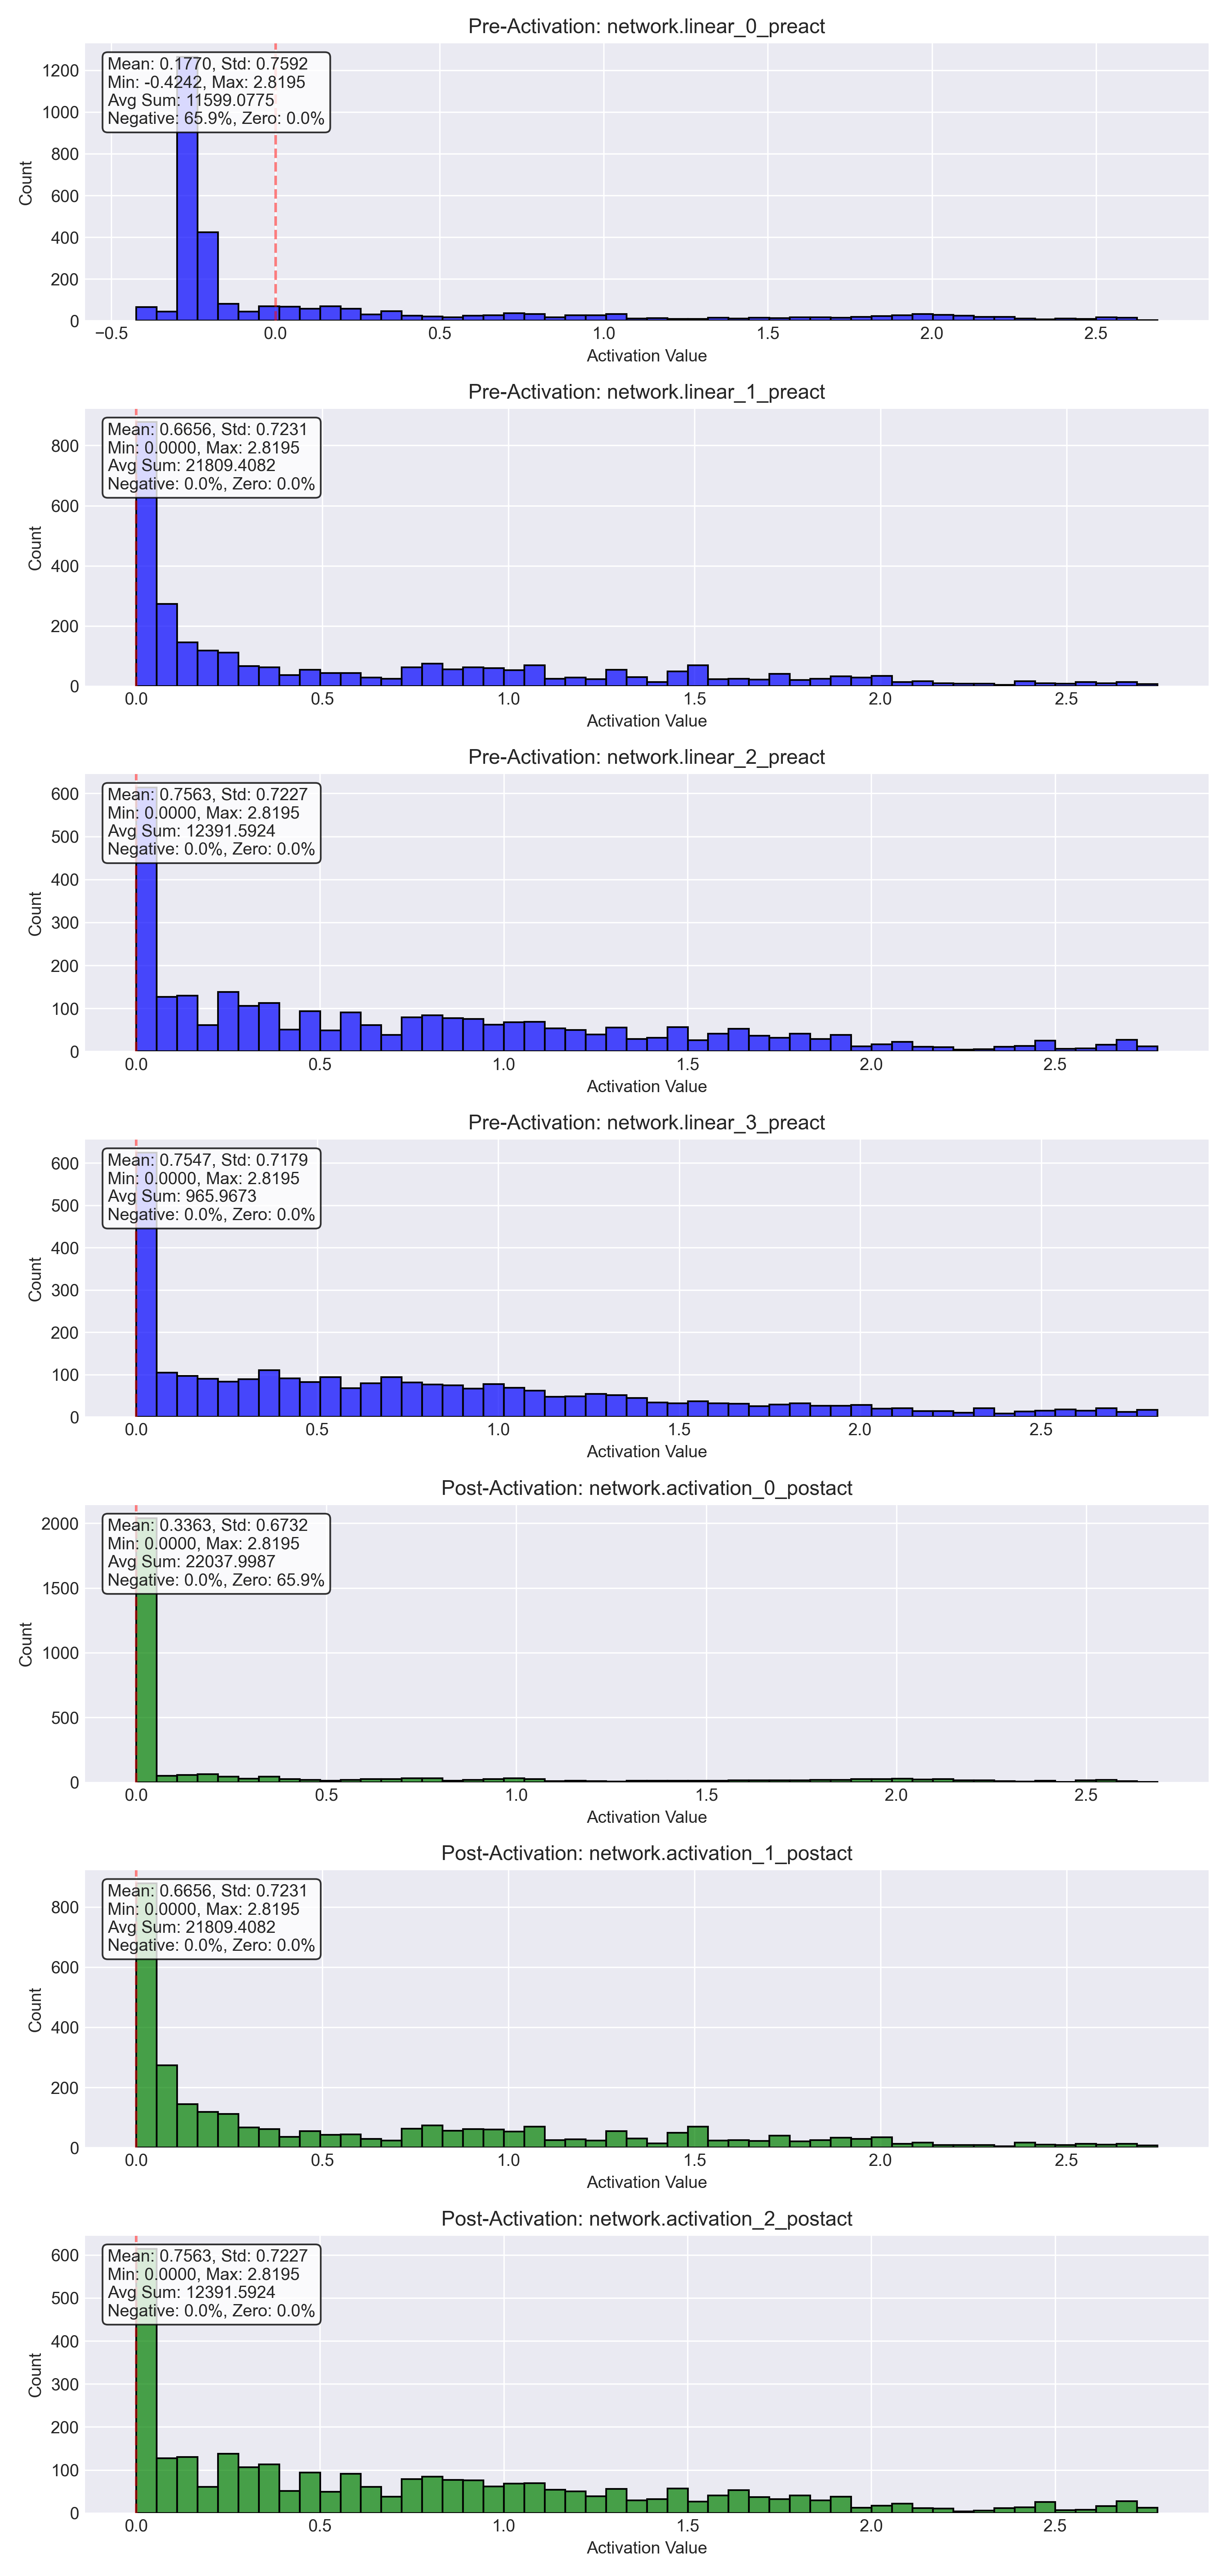 Pre-Activation: network.linear_0_preact
Mean: 0.1770, Std: 0.7592
Min: -0.4242, Max: 2.8195
Avg Sum: 11599.0775
Negative: 65.9%, Zero: 0.0%
1200
1000
800
600
400
200
0
Count
−0.5 0.0 0.5 1.0 1.5 2.0 2.5
Activation Value
Pre-Activation: network.linear_1_preact
Mean: 0.6656, Std: 0.7231
Min: 0.0000, Max: 2.8195
Avg Sum: 21809.4082
Negative: 0.0%, Zero: 0.0%
800
600
400
200
0
Count
0.0 0.5 1.0 1.5 2.0 2.5
Activation Value
Pre-Activation: network.linear_2_preact
Mean: 0.7563, Std: 0.7227
Min: 0.0000, Max: 2.8195
Avg Sum: 12391.5924
Negative: 0.0%, Zero: 0.0%
600
500
400
300
200
100
0
Count
0.0 0.5 1.0 1.5 2.0 2.5
Activation Value
Pre-Activation: network.linear_3_preact
Mean: 0.7547, Std: 0.7179
Min: 0.0000, Max: 2.8195
Avg Sum: 965.9673
Negative: 0.0%, Zero: 0.0%
600
500
400
300
200
100
0
Count
0.0 0.5 1.0 1.5 2.0 2.5
Activation Value
Post-Activation: network.activation_0_postact
Mean: 0.3363, Std: 0.6732
Min: 0.0000, Max: 2.8195
Avg Sum: 22037.9987
Negative: 0.0%, Zero: 65.9%
2000
1500
1000
500
0
Count
0.0 0.5 1.0 1.5 2.0 2.5
Activation Value
Post-Activation: network.activation_1_postact
Mean: 0.6656, Std: 0.7231
Min: 0.0000, Max: 2.8195
Avg Sum: 21809.4082
Negative: 0.0%, Zero: 0.0%
800
600
400
200
0
Count
0.0 0.5 1.0 1.5 2.0 2.5
Activation Value
Post-Activation: network.activation_2_postact
Mean: 0.7563, Std: 0.7227
Min: 0.0000, Max: 2.8195
Avg Sum: 12391.5924
Negative: 0.0%, Zero: 0.0%
600
500
400
300
200
100
0
Count
0.0 0.5 1.0 1.5 2.0 2.5
Activation Value